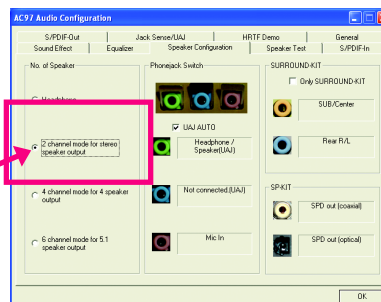 AC97 Audio Configuration
S/PDIF-Out
Jack Sense/UAJ
HRTF Demo
General
Sound Effect
Equalizer
Speaker Configuration
Speaker Test
S/PDIF-In
No. of Speaker
Headphone
2 channel mode for stereo
speaker output
4 channel mode for 4 speaker
output
6 channel mode for 5.1
speaker output
Phonejack Switch
UAJ AUTO
Headphone /
Speaker(UAJ)
Not connected.(UAJ)
Mic In
SURROUND-KIT
Only SURROUND-KIT
SUB/Center
Rear R/L
SP-KIT
SPD out (coaxial)
SPD out (optical)
OK